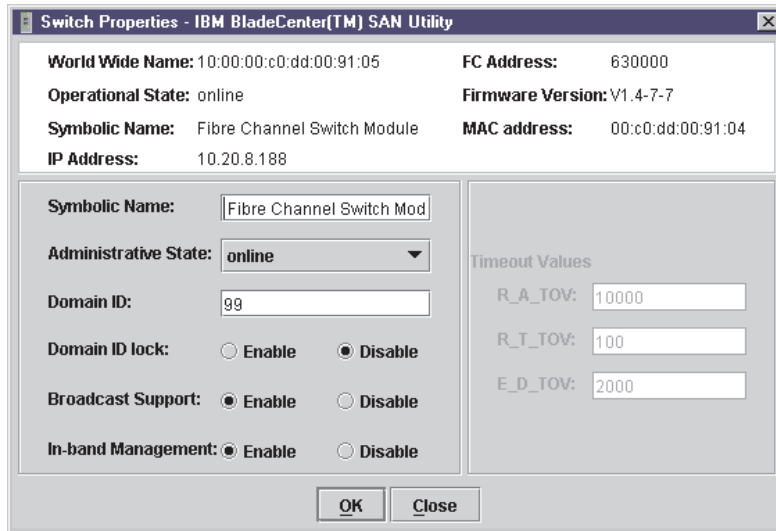 Switch Properties - IBM BladeCenter(TM) SAN Utility
World Wide Name: 10:00:00:c0:dd:00:91:05
FC Address: 630000
Operational State: online
Firmware Version: V1.4-7-7
Symbolic Name: Fibre Channel Switch Module
MAC address: 00:c0:dd:00:91:04
IP Address: 10.20.8.188
Symbolic Name: Fibre Channel Switch Mod
Administrative State: online
Domain ID: 99
Domain ID lock: Enable Disable
Broadcast Support: Enable Disable
In-band Management: Enable Disable
Timeout Values
R_A_TOV: 10000
R_T_TOV: 100
E_D_TOV: 2000
OK Close